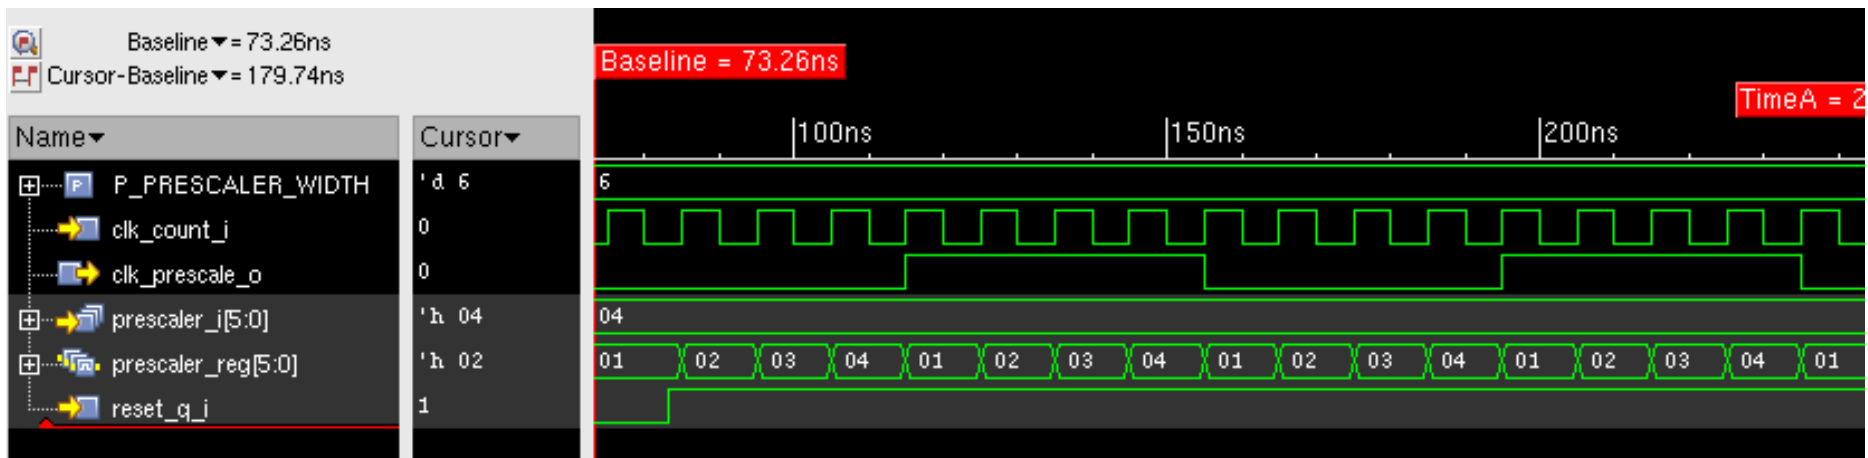 Baseline▾= 73.26ns
Cursor-Baseline▾= 179.74ns
Baseline = 73.26ns
TimeA = 2
Name▾ Cursor▾ 100ns 150ns 200ns
P P_PRESCALER_WIDTH 'd 6 6
clk_count_i 0
clk_prescale_o 0
prescaler_i[5:0] 'h 04 04
prescaler_reg[5:0] 'h 02 01 02 03 04 01 02 03 04 01 02 03 04 01 02 03 04 01
reset_q_i 1